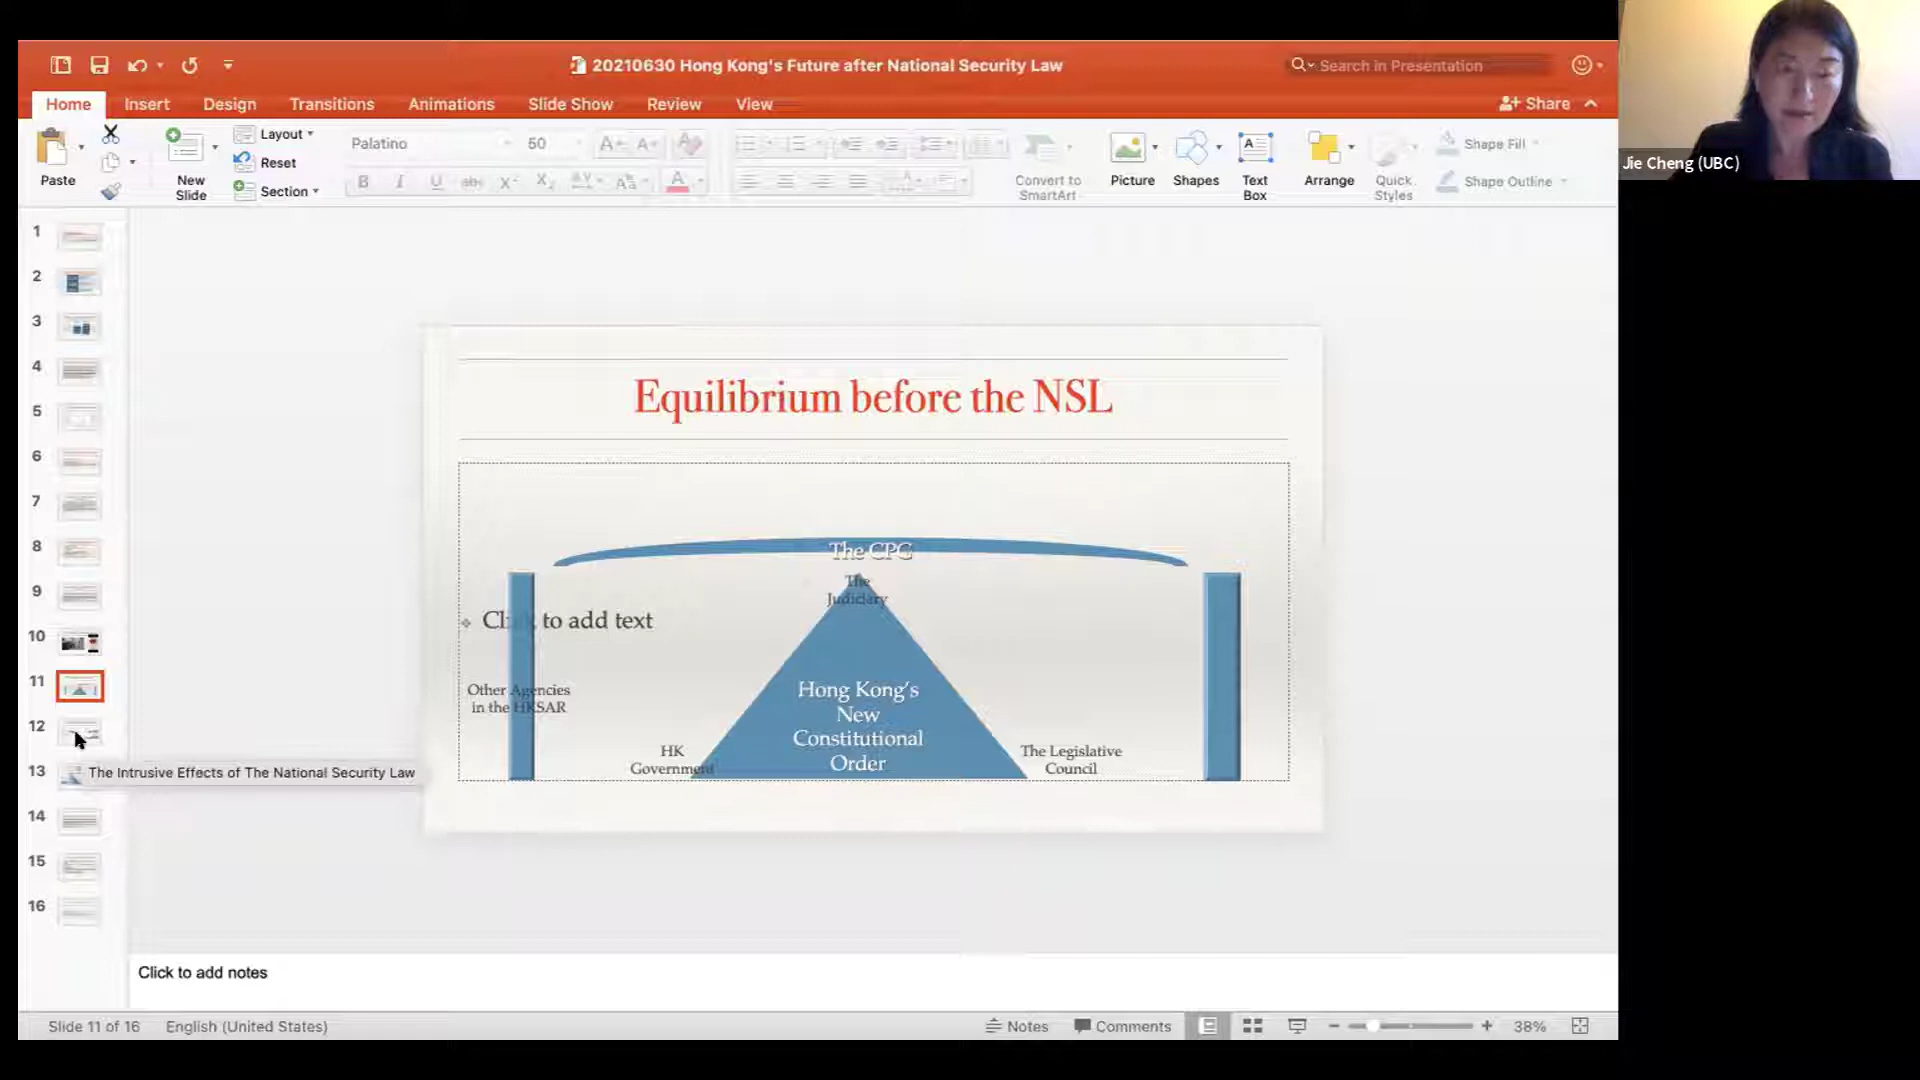 20210630 Hong Kong's Future after National Security Law
Search in Presentation
Home
Insert
Design
Transitions
Animations
Slide Show
Review
View
Share
Paste
New
Slide
Layout
Reset
Section
Palatino
50
Convert to
SmartArt
Picture
Shapes
Text
Box
Arrange
Quick
Styles
Shape Fill
Shape Outline
Jie Cheng (UBC)
1
2
3
4
5
6
7
8
9
10
11
12
13
14
15
16
The Intrusive Effects of The National Security Law
Equilibrium before the NSL
The CPG
The
Judiciary
Click to add text
Other Agencies
in the HKSAR
HK
Government
Hong Kong's
New
Constitutional
Order
The Legislative
Council
Click to add notes
Slide 11 of 16
English (United States)
Notes
Comments
38%